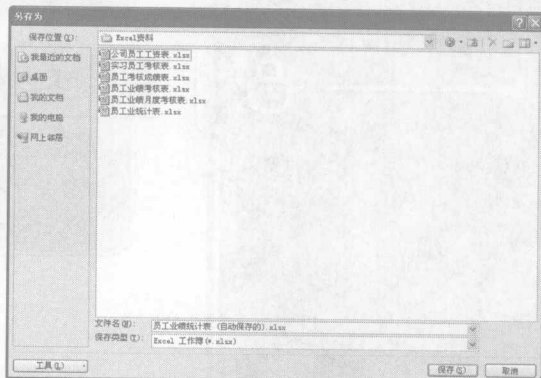 另存为
保存位置(I):
Excel资料
我最近的文档
桌面
我的文档
我的电脑
网上邻居
公司员工工资表.xlsx
实习员工考核表.xlsx
员工考核成绩表.xlsx
员工业绩考核表.xlsx
员工业绩月度考核表.xlsx
员工业统计表.xlsx
文件名(N):
员工业绩统计表 (自动保存的).xlsx
保存类型(T):
Excel 工作簿(*.xlsx)
工具(L)
保存(S)
取消